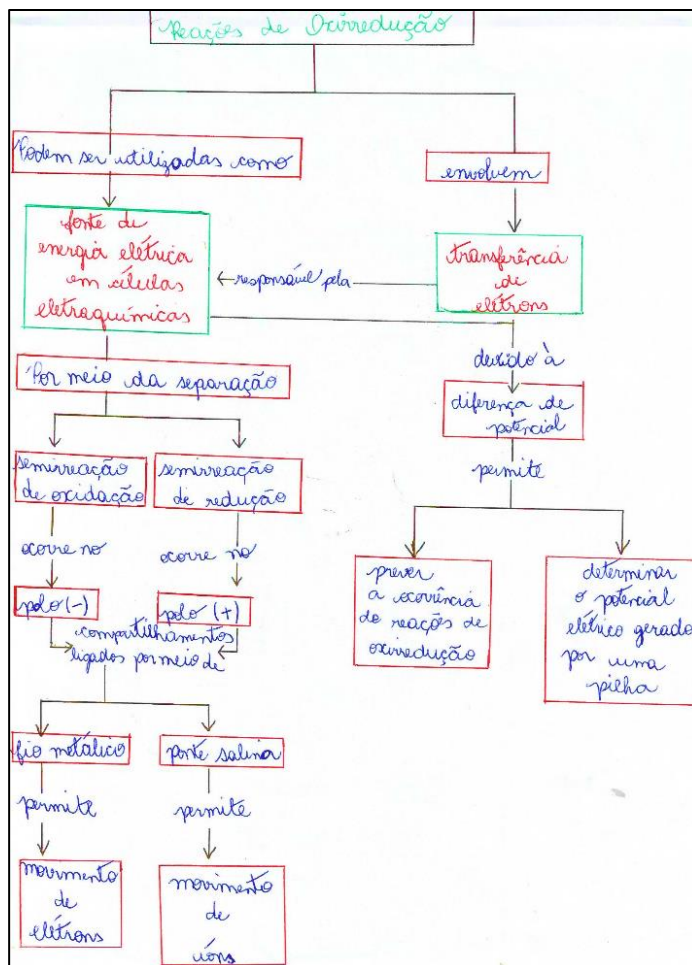 Reações de Oxirredução
Podem ser utilizadas como
envolvem
fonte de
energia elétrica
em células
eletroquímicas
responsável pela
transferência
de
elétrons
Por meio da separação
devido à
diferença de
potencial
semirreação
de oxidação
semirreação
de redução
permite
ocorre no
ocorre no
prever
a ocorrência
de reações de
oxirredução
determinar
o potencial
elétrico gerado
por uma
pilha
polo (-)
polo (+)
compartilhamentos
ligados por meio de
fio metálico
ponte salina
permite
permite
movimento
de
elétrons
movimento
de
íons